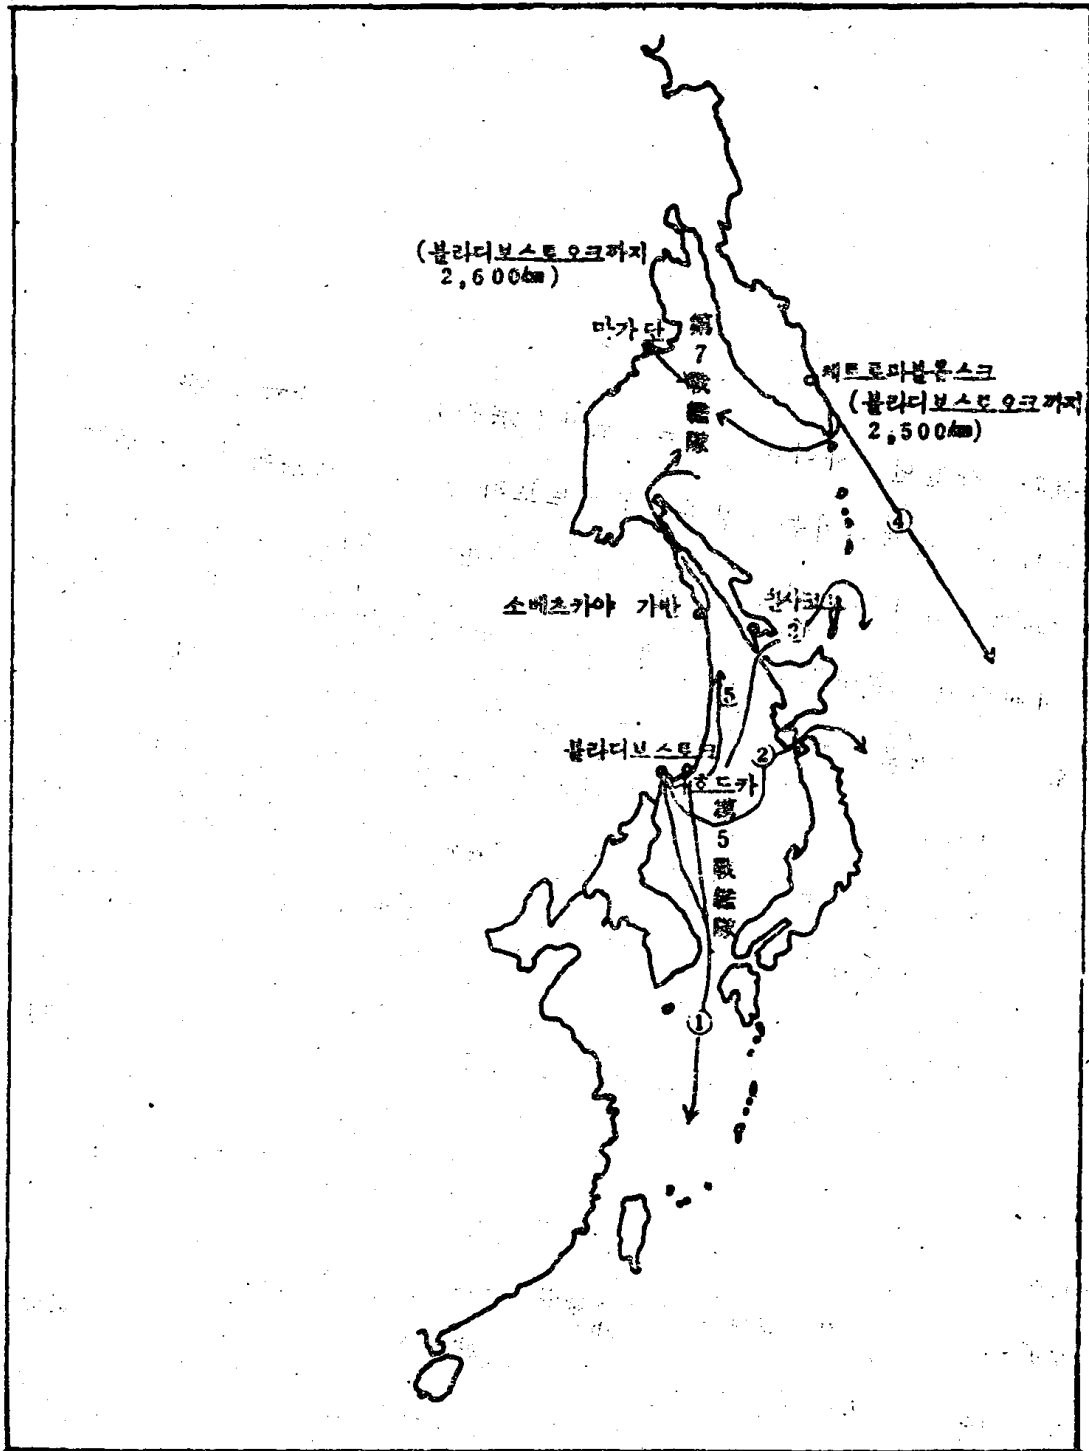 (블라디보스토오크까지
2,600㎞)
마가단
第7戰艦隊
페트로파블롭스크
(블라디보스토오크까지
2,500㎞)
④
소베츠카야 가반
⑤
블라디보스토크
②
호드카
第5戰艦隊
①